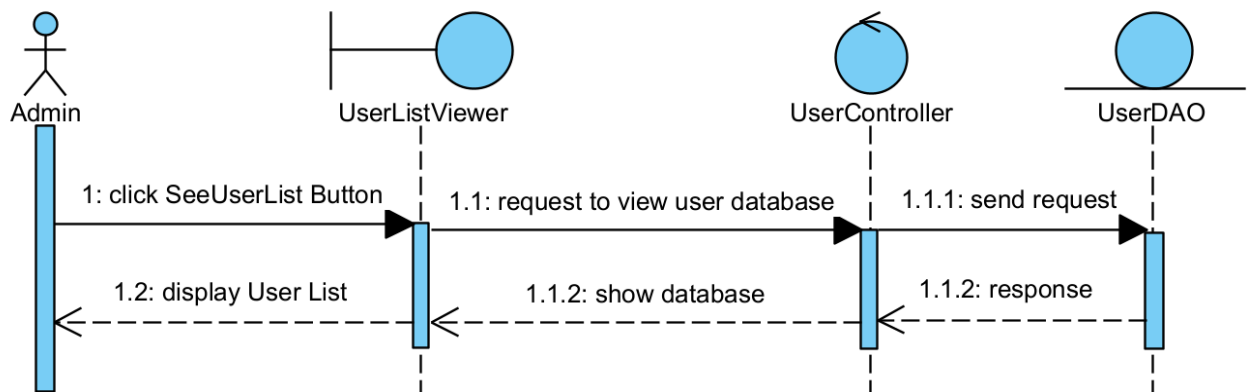 Admin
UserListViewer
UserController
UserDAO
1: click SeeUserList Button
1.1: request to view user database
1.1.1: send request
1.2: display User List
1.1.2: show database
1.1.2: response